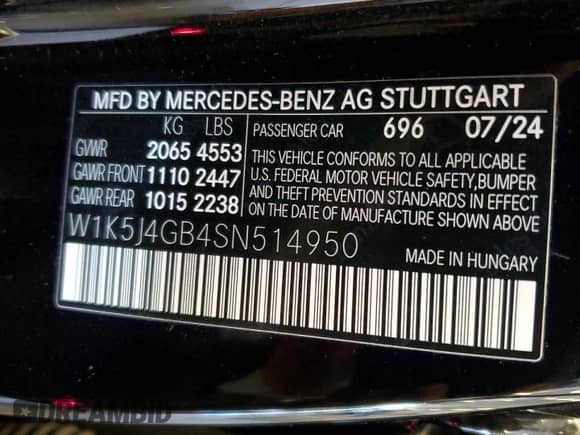 MFD BY MERCEDES-BENZ AG STUTTGART
KG LBS
GVWR 2065 4553
GAWR FRONT 1110 2447
GAWR REAR 1015 2238
PASSENGER CAR 696 07/24
THIS VEHICLE CONFORMS TO ALL APPLICABLE
U.S. FEDERAL MOTOR VEHICLE SAFETY,BUMPER
AND THEFT PREVENTION STANDARDS IN EFFECT
ON THE DATE OF MANUFACTURE SHOWN ABOVE.
W1K5J4GB4SN514950
MADE IN HUNGARY
DREAMBID